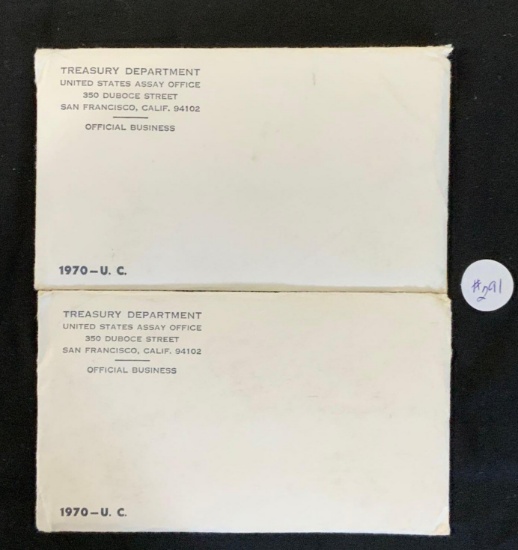 TREASURY DEPARTMENT
UNITED STATES ASSAY OFFICE
350 DUBOCE STREET
SAN FRANCISCO, CALIF. 94102
OFFICIAL BUSINESS
1970—U. C.
#291
TREASURY DEPARTMENT
UNITED STATES ASSAY OFFICE
350 DUBOCE STREET
SAN FRANCISCO, CALIF. 94102
OFFICIAL BUSINESS
1970—U. C.